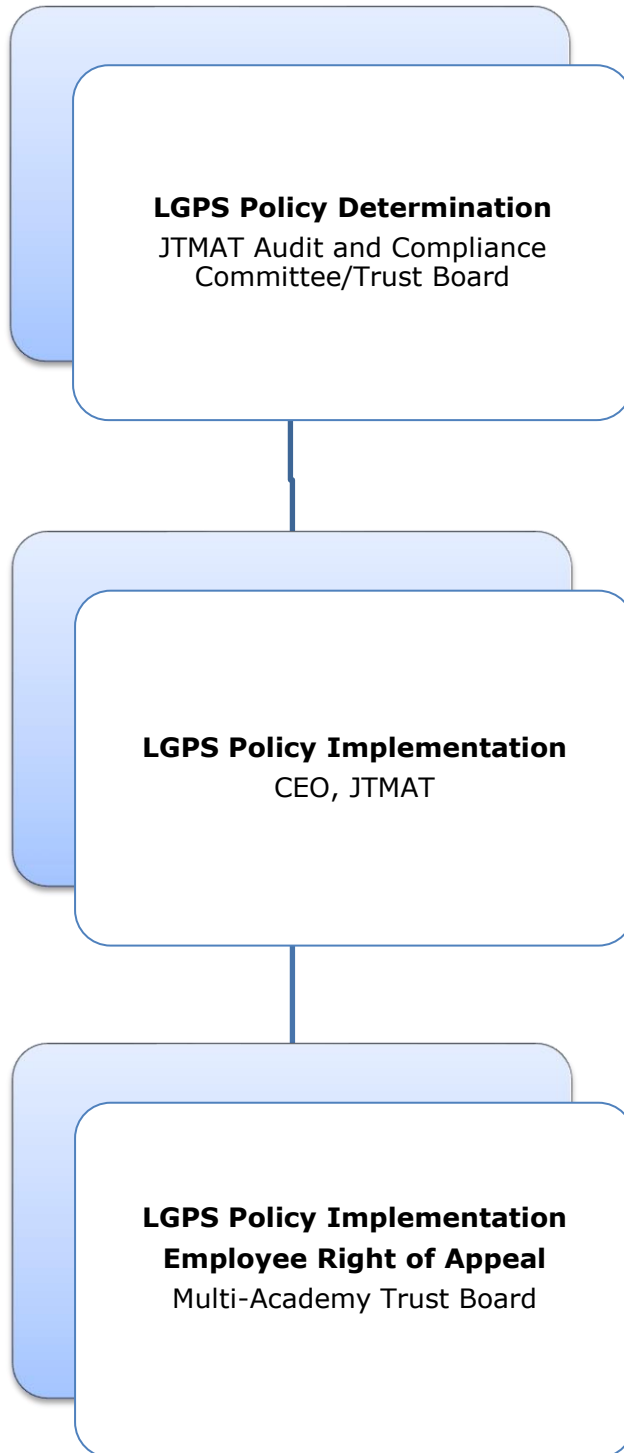 LGPS Policy Determination
JTMAT Audit and Compliance
Committee/Trust Board
LGPS Policy Implementation
CEO, JTMAT
LGPS Policy Implementation
Employee Right of Appeal
Multi-Academy Trust Board